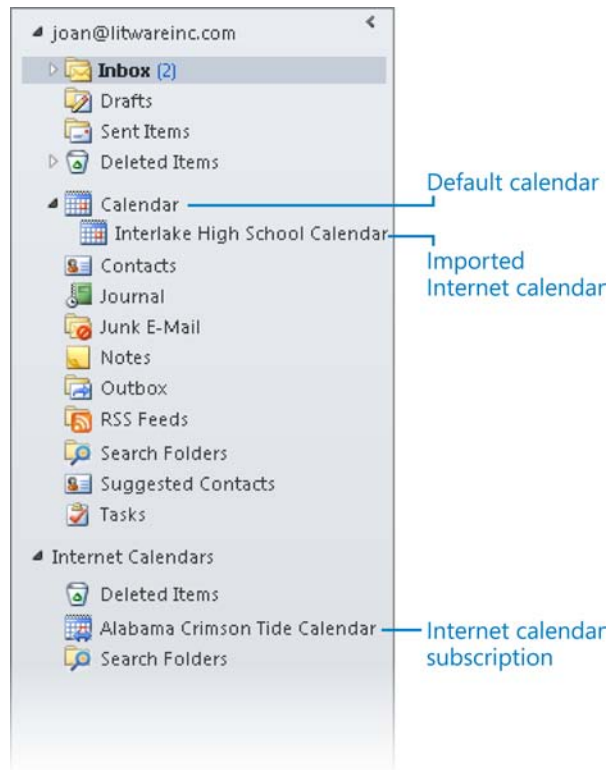 joan@litwareinc.com
Inbox (2)
Drafts
Sent Items
Deleted Items
Calendar
Default calendar
Interlake High School Calendar
Imported
Internet calendar
Contacts
Journal
Junk E-Mail
Notes
Outbox
RSS Feeds
Search Folders
Suggested Contacts
Tasks
Internet Calendars
Deleted Items
Alabama Crimson Tide Calendar
Internet calendar
subscription
Search Folders